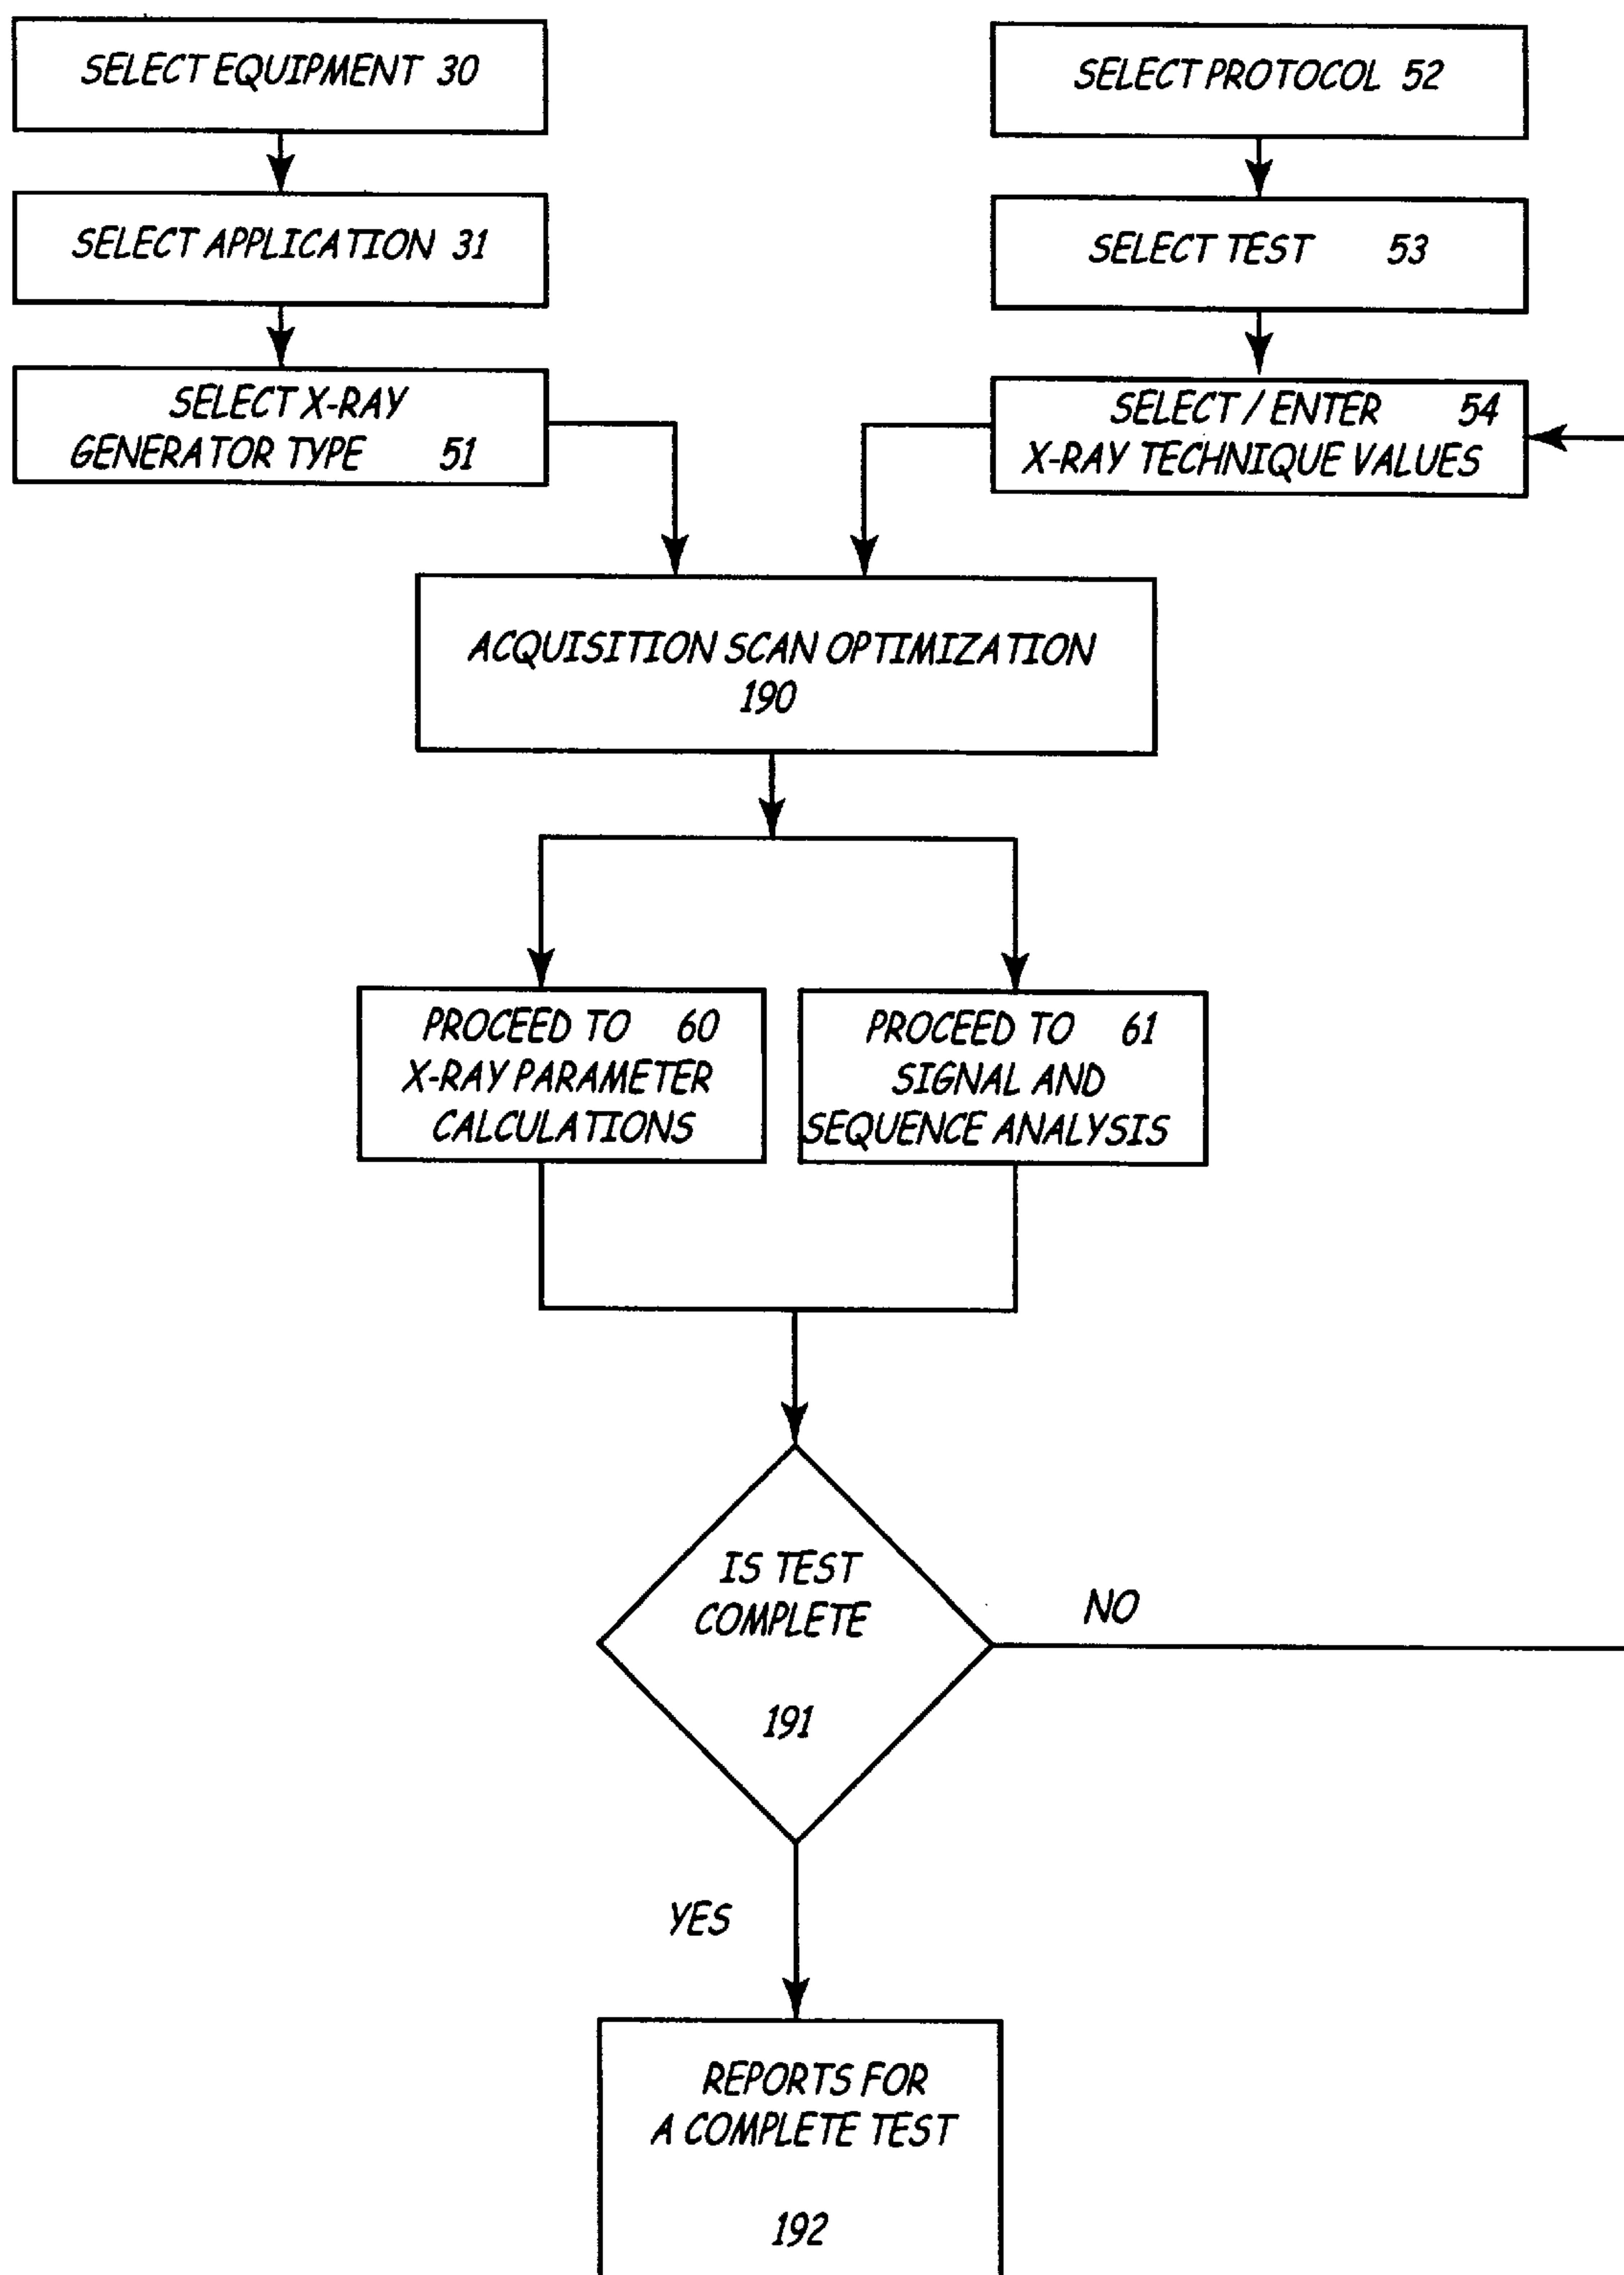 SELECT EQUIPMENT 30
SELECT APPLICATION 31
SELECT X-RAY
GENERATOR TYPE 51
SELECT PROTOCOL 52
SELECT TEST 53
SELECT / ENTER 54
X-RAY TECHNIQUE VALUES
ACQUISITION SCAN OPTIMIZATION
190
PROCEED TO 60
X-RAY PARAMETER
CALCULATIONS
PROCEED TO 61
SIGNAL AND
SEQUENCE ANALYSIS
IS TEST
COMPLETE
191
NO
YES
REPORTS FOR
A COMPLETE TEST
192